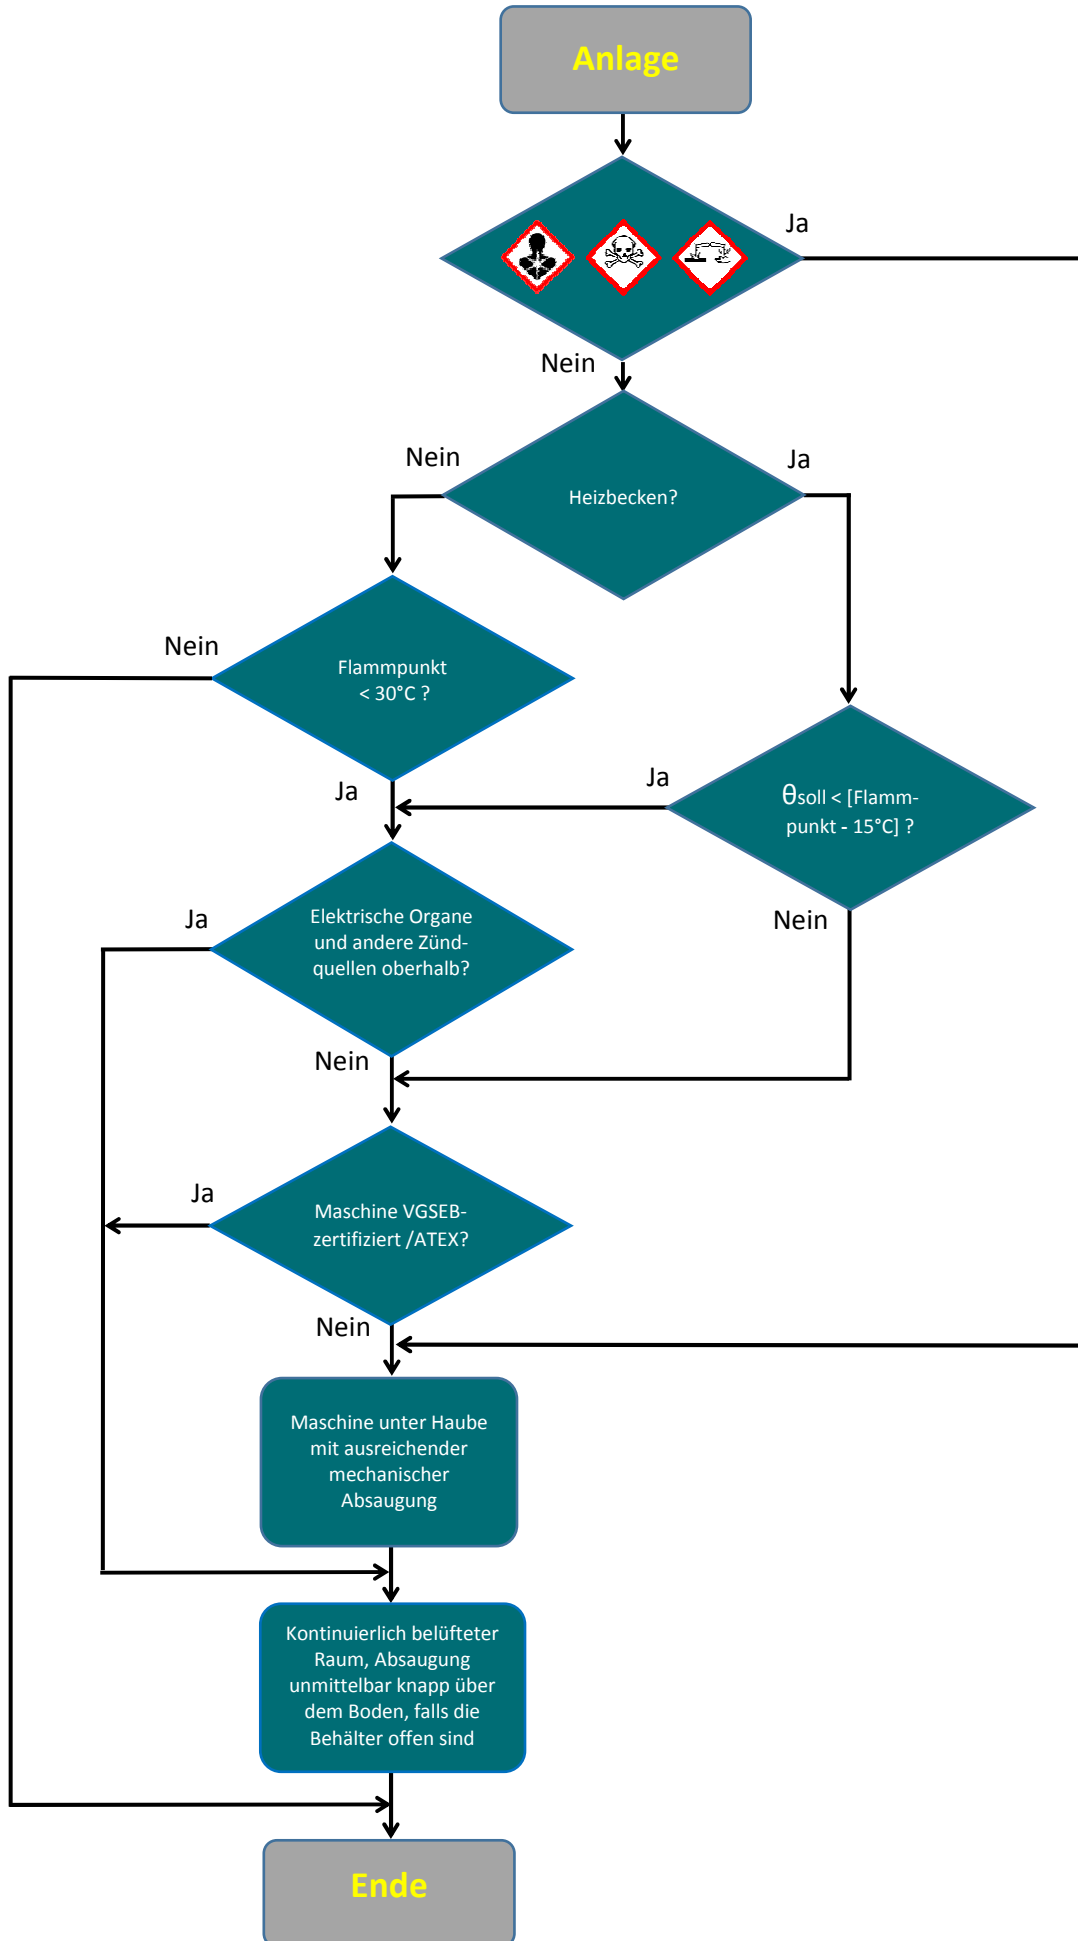 Anlage
Ja
Nein
Nein
Ja
Heizbecken?
Nein
Flammpunkt
< 30°C ?
Ja
Ja
θsoll < [Flamm-
punkt - 15°C] ?
Ja
Elektrische Organe
und andere Zünd-
quellen oberhalb?
Nein
Nein
Ja
Maschine VGSEB-
zertifiziert /ATEX?
Nein
Maschine unter Haube
mit ausreichender
mechanischer
Absaugung
Kontinuierlich belüfteter
Raum, Absaugung
unmittelbar knapp über
dem Boden, falls die
Behälter offen sind
Ende